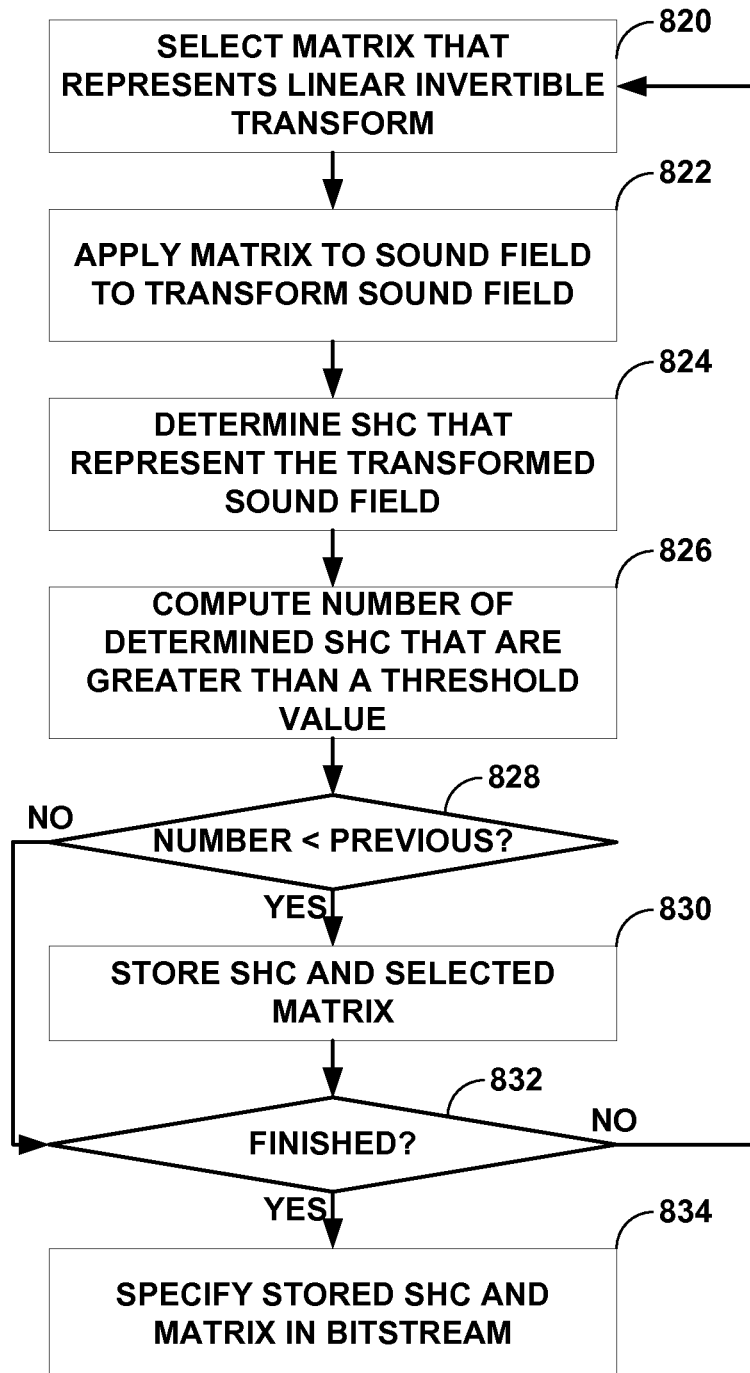 820
SELECT MATRIX THAT
REPRESENTS LINEAR INVERTIBLE
TRANSFORM
822
APPLY MATRIX TO SOUND FIELD
TO TRANSFORM SOUND FIELD
824
DETERMINE SHC THAT
REPRESENT THE TRANSFORMED
SOUND FIELD
826
COMPUTE NUMBER OF
DETERMINED SHC THAT ARE
GREATER THAN A THRESHOLD
VALUE
828
NO
NUMBER < PREVIOUS?
YES
830
STORE SHC AND SELECTED
MATRIX
832
NO
FINISHED?
YES
834
SPECIFY STORED SHC AND
MATRIX IN BITSTREAM